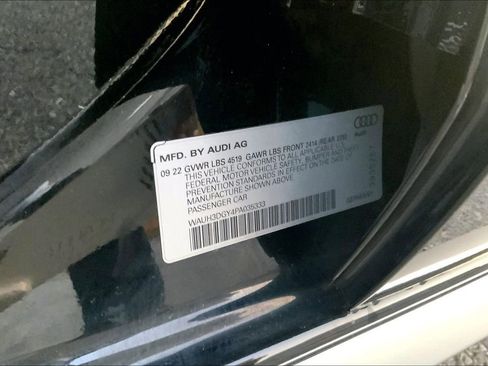 MFD. BY AUDI AG
09 22 GVWR LBS 4519 GAWR LBS FRONT 2414 /REAR
THIS VEHICLE CONFORMS TO ALL APPLICABLE U.S.
FEDERAL MOTOR VEHICLE SAFETY, BUMPER AND THEFT
PREVENTION STANDARDS IN EFFECT ON THE DATE OF
MANUFACTURE SHOWN ABOVE.
PASSENGER CAR
WAUH3DGY4PA035333
Audi
GERMANY